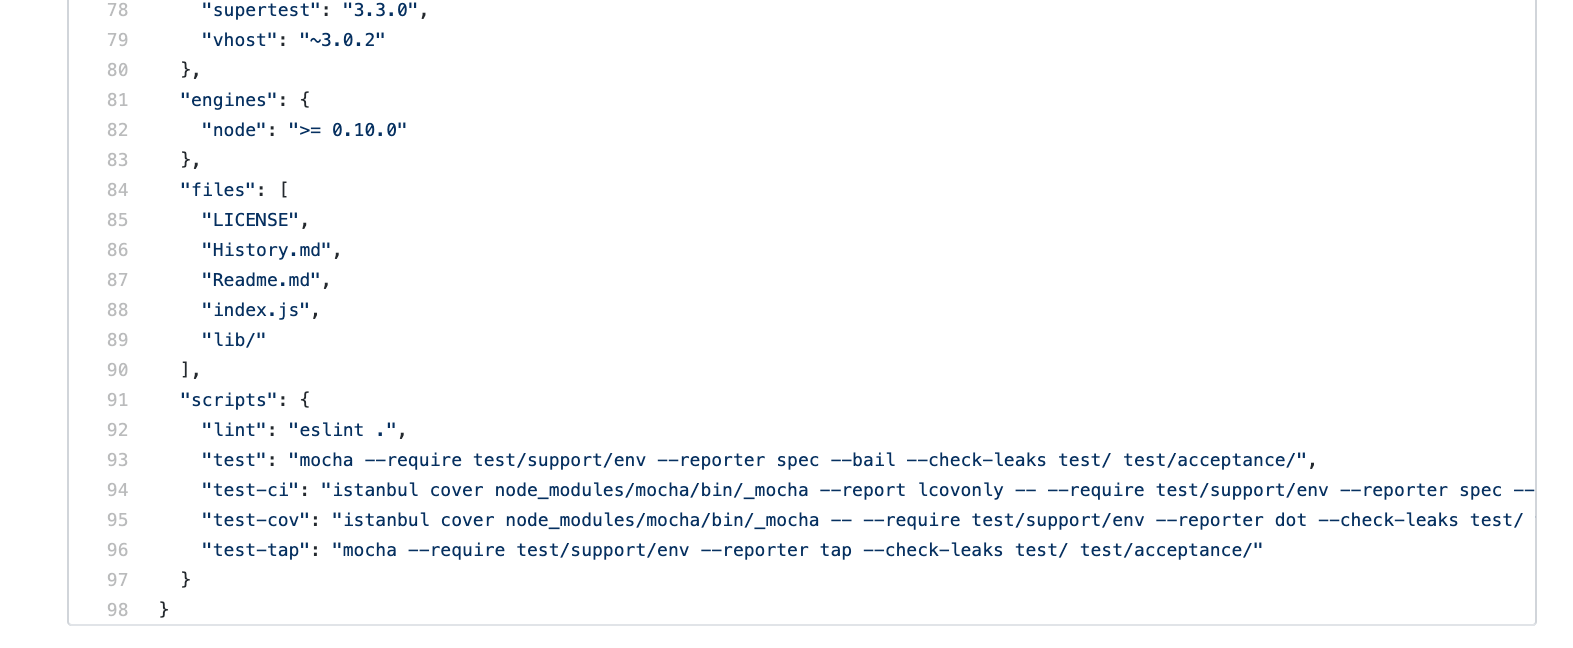 78 "supertest": "3.3.0",
79 "vhost": "~3.0.2"
80 },
81 "engines": {
82 "node": ">= 0.10.0"
83 },
84 "files": [
85 "LICENSE",
86 "History.md",
87 "Readme.md",
88 "index.js",
89 "lib/"
90 ],
91 "scripts": {
92 "lint": "eslint .",
93 "test": "mocha --require test/support/env --reporter spec --bail --check-leaks test/ test/acceptance/",
94 "test-ci": "istanbul cover node_modules/mocha/bin/_mocha --report lcovonly -- --require test/support/env --reporter spec --
95 "test-cov": "istanbul cover node_modules/mocha/bin/_mocha -- --require test/support/env --reporter dot --check-leaks test/
96 "test-tap": "mocha --require test/support/env --reporter tap --check-leaks test/ test/acceptance/"
97 }
98 }